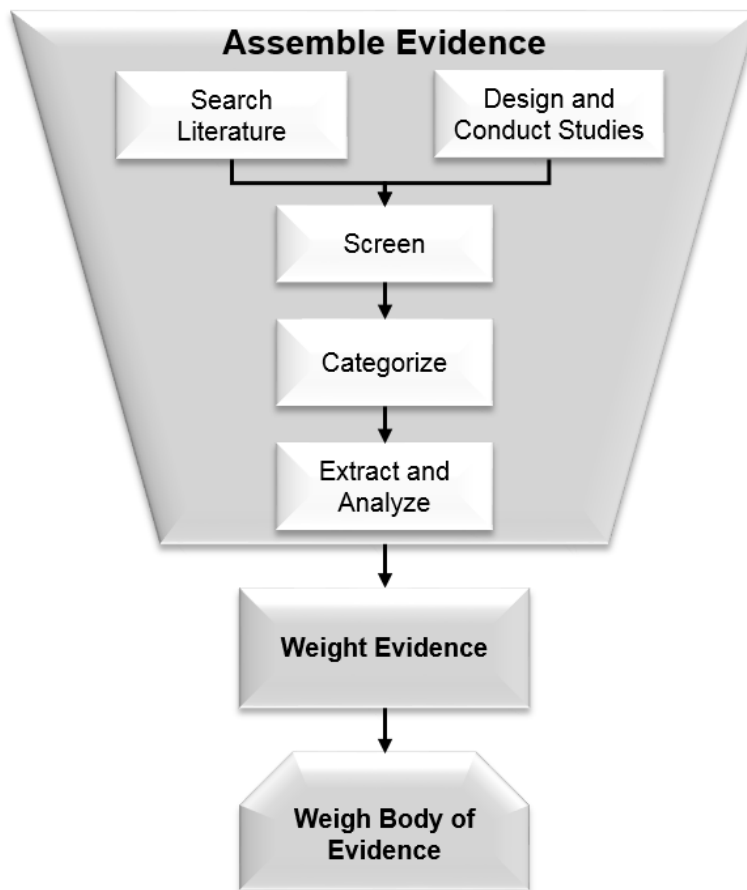 Assemble Evidence
Search
Literature
Design and
Conduct Studies
Screen
Categorize
Extract and
Analyze
Weight Evidence
Weigh Body of
Evidence